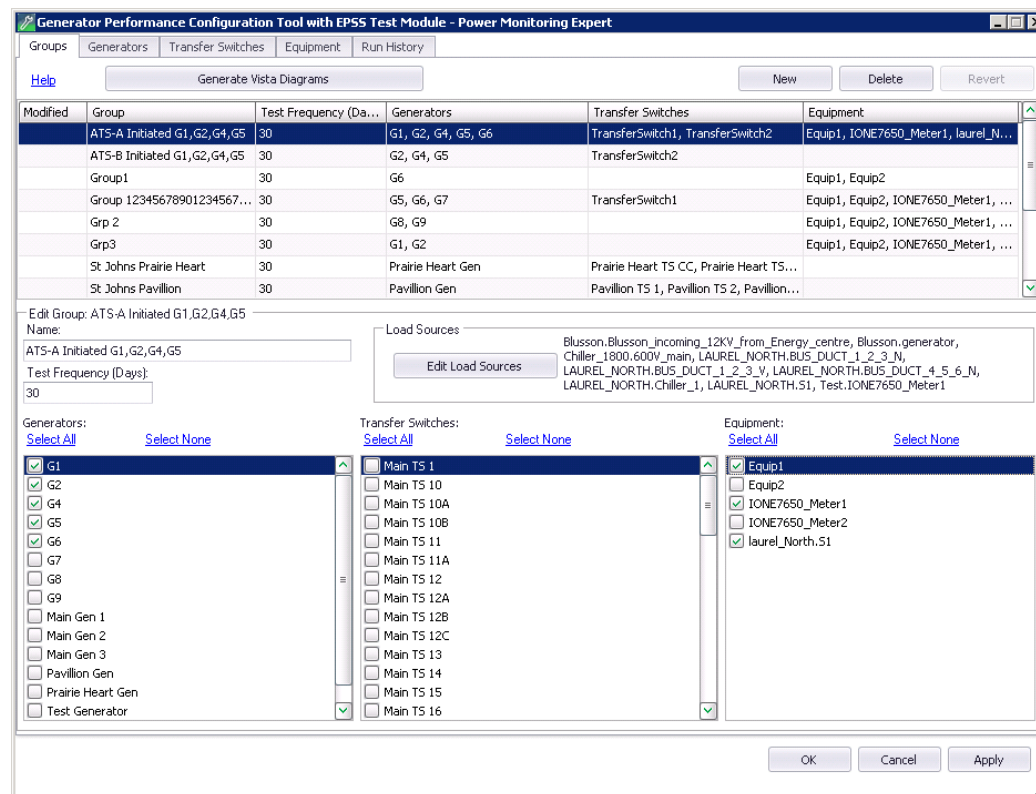 Generator Performance Configuration Tool with EPSS Test Module - Power Monitoring Expert
Groups Generators Transfer Switches Equipment Run History
Help Generate Vista Diagrams New Delete Revert
Modified Group Test Frequency (Da... Generators Transfer Switches Equipment
ATS-A Initiated G1,G2,G4,G5 30 G1, G2, G4, G5, G6 TransferSwitch1, TransferSwitch2 Equip1, IONE7650_Meter1, laurel_N...
ATS-B Initiated G1,G2,G4,G5 30 G2, G4, G5 TransferSwitch2
Group1 30 G6 Equip1, Equip2
Group 12345678901234567... 30 G5, G6, G7 TransferSwitch1 Equip1, Equip2, IONE7650_Meter1, ...
Grp 2 30 G8, G9 Equip1, Equip2, IONE7650_Meter1, ...
Grp3 30 G1, G2 Equip1, Equip2, IONE7650_Meter1, ...
St Johns Prairie Heart 30 Prairie Heart Gen Prairie Heart TS CC, Prairie Heart TS...
St Johns Pavillion 30 Pavillion Gen Pavillion TS 1, Pavillion TS 2, Pavillion...
Edit Group: ATS-A Initiated G1,G2,G4,G5
Name:
ATS-A Initiated G1,G2,G4,G5
Test Frequency (Days):
30
Load Sources
Edit Load Sources
Blusson.Blusson_incoming_12KV_from_Energy_centre, Blusson.generator,
Chiller_1800.600V_main, LAUREL_NORTH.BUS_DUCT_1_2_3_N,
LAUREL_NORTH.BUS_DUCT_1_2_3_V, LAUREL_NORTH.BUS_DUCT_4_5_6_N,
LAUREL_NORTH.Chiller_1, LAUREL_NORTH.S1, Test.IONE7650_Meter1
Generators:
Select All Select None
G1
G2
G4
G5
G6
G7
G8
G9
Main Gen 1
Main Gen 2
Main Gen 3
Pavillion Gen
Prairie Heart Gen
Test Generator
Transfer Switches:
Select All Select None
Main TS 1
Main TS 10
Main TS 10A
Main TS 10B
Main TS 11
Main TS 11A
Main TS 12
Main TS 12A
Main TS 12B
Main TS 12C
Main TS 13
Main TS 14
Main TS 15
Main TS 16
Equipment:
Select All Select None
Equip1
Equip2
IONE7650_Meter1
IONE7650_Meter2
laurel_North.S1
OK Cancel Apply